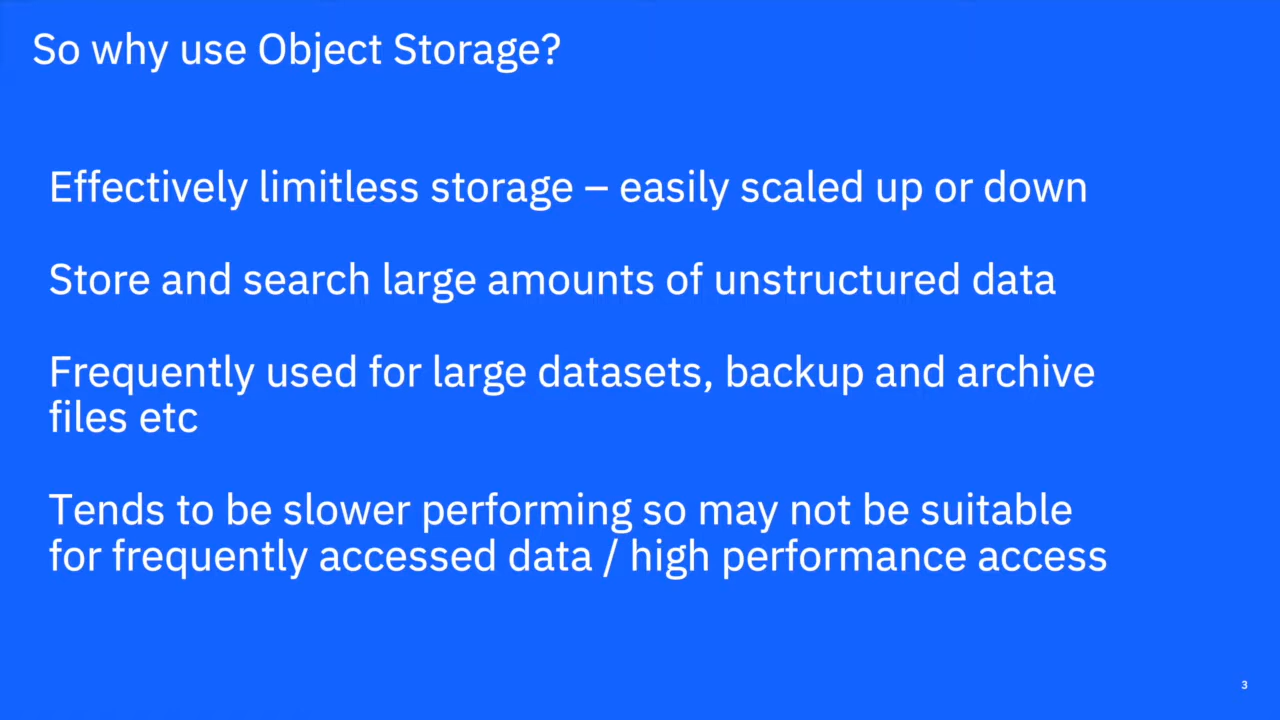 So why use Object Storage?
Effectively limitless storage – easily scaled up or down
Store and search large amounts of unstructured data
Frequently used for large datasets, backup and archive
files etc
Tends to be slower performing so may not be suitable
for frequently accessed data / high performance access
3